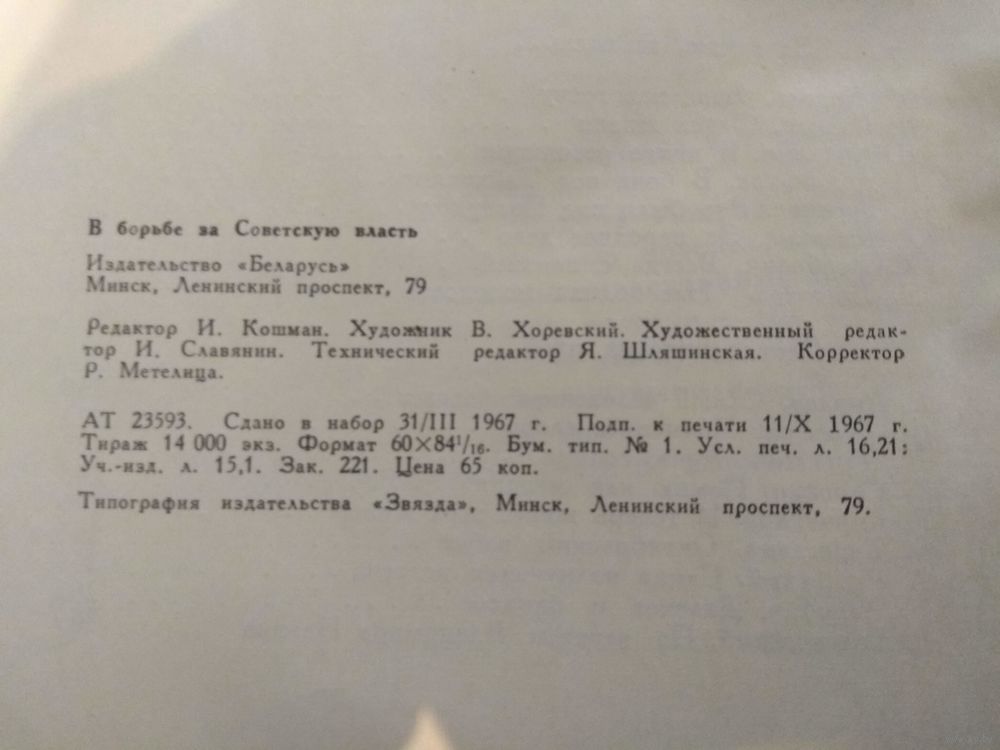 В борьбе за Советскую власть
Издательство «Беларусь»
Минск, Ленинский проспект, 79
Редактор И. Кошман. Художник В. Хоревский. Художественный редак-
тор И. Славянин. Технический редактор Я. Шляшинская. Корректор
Р. Метелица.
АТ 23593. Сдано в набор 31/III 1967 г. Подп. к печати 11/X 1967 г.
Тираж 14 000 экз. Формат 60×84¹/₁₆. Бум. тип. № 1. Усл. печ. л. 16,21;
Уч.-изд. л. 15,1. Зак. 221. Цена 65 коп.
Типография издательства «Звязда», Минск, Ленинский проспект, 79.